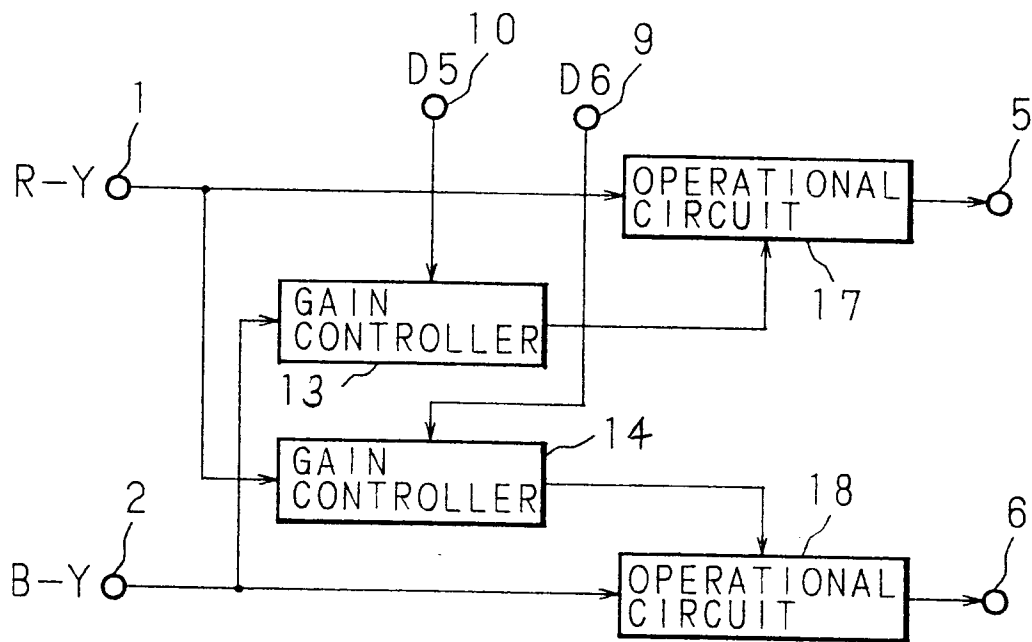 10
9
D5
D6
1
5
R-Y
OPERATIONAL
CIRCUIT
17
GAIN
CONTROLLER
13
14
GAIN
CONTROLLER
2
18
6
B-Y
OPERATIONAL
CIRCUIT